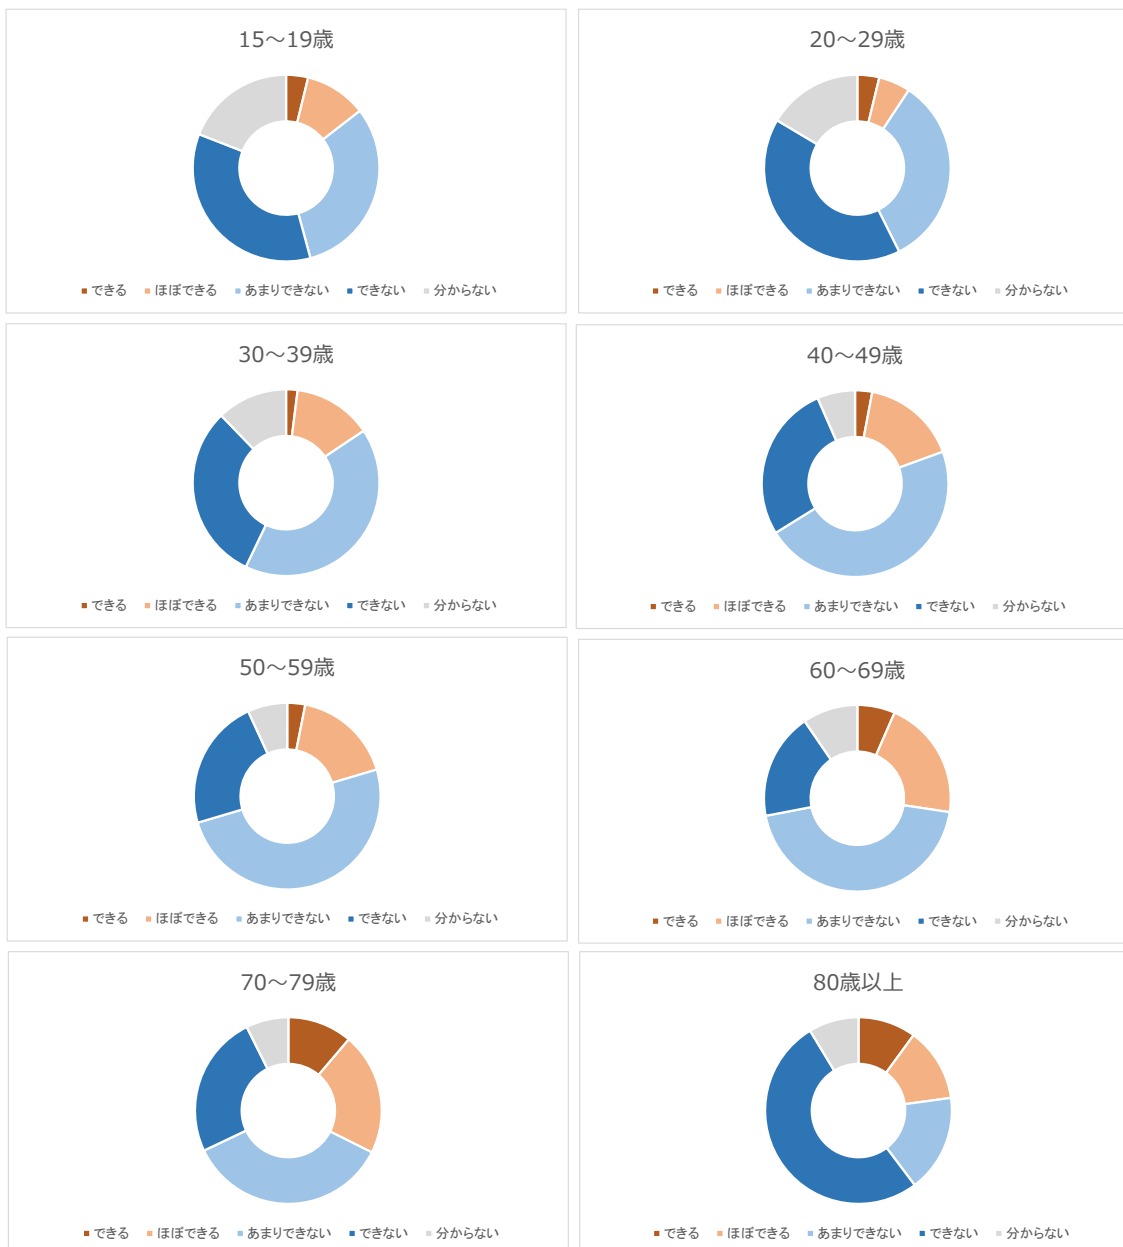 15～19歳
できる ほぼできる あまりできない できない 分からない
20～29歳
できる ほぼできる あまりできない できない 分からない
30～39歳
できる ほぼできる あまりできない できない 分からない
40～49歳
できる ほぼできる あまりできない できない 分からない
50～59歳
できる ほぼできる あまりできない できない 分からない
60～69歳
できる ほぼできる あまりできない できない 分からない
70～79歳
できる ほぼできる あまりできない できない 分からない
80歳以上
できる ほぼできる あまりできない できない 分からない